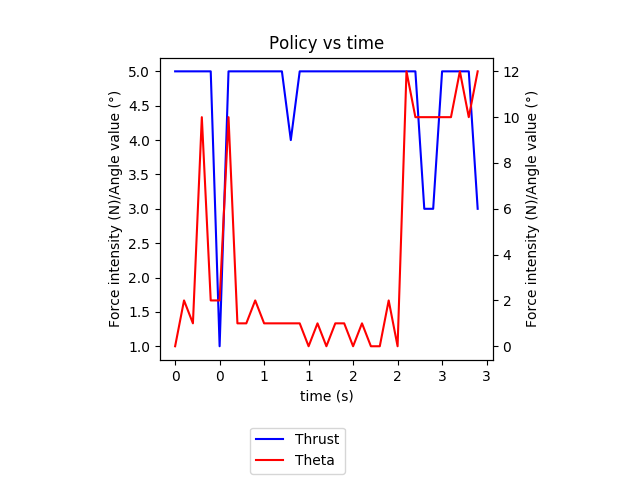 Policy vs time
5.0
4.5
4.0
3.5
3.0
2.5
2.0
1.5
1.0
Force intensity (N)/Angle value (°)
12
10
8
6
4
2
0
Force intensity (N)/Angle value (°)
0 0 1 1 2 2 3 3
time (s)
Thrust
Theta